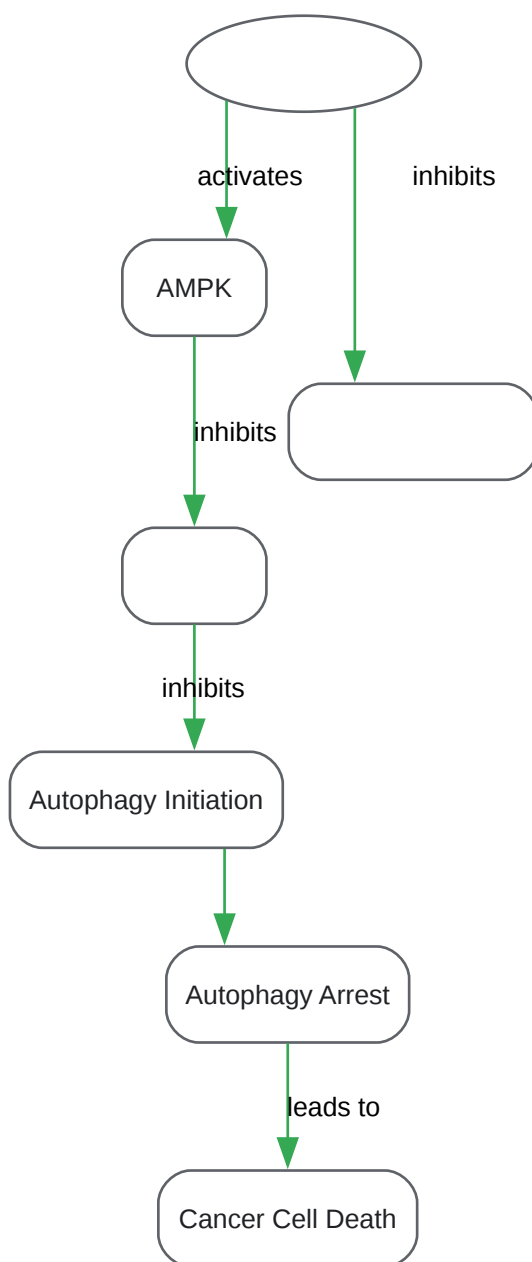 activates
inhibits
AMPK
inhibits
inhibits
Autophagy Initiation
Autophagy Arrest
leads to
Cancer Cell Death